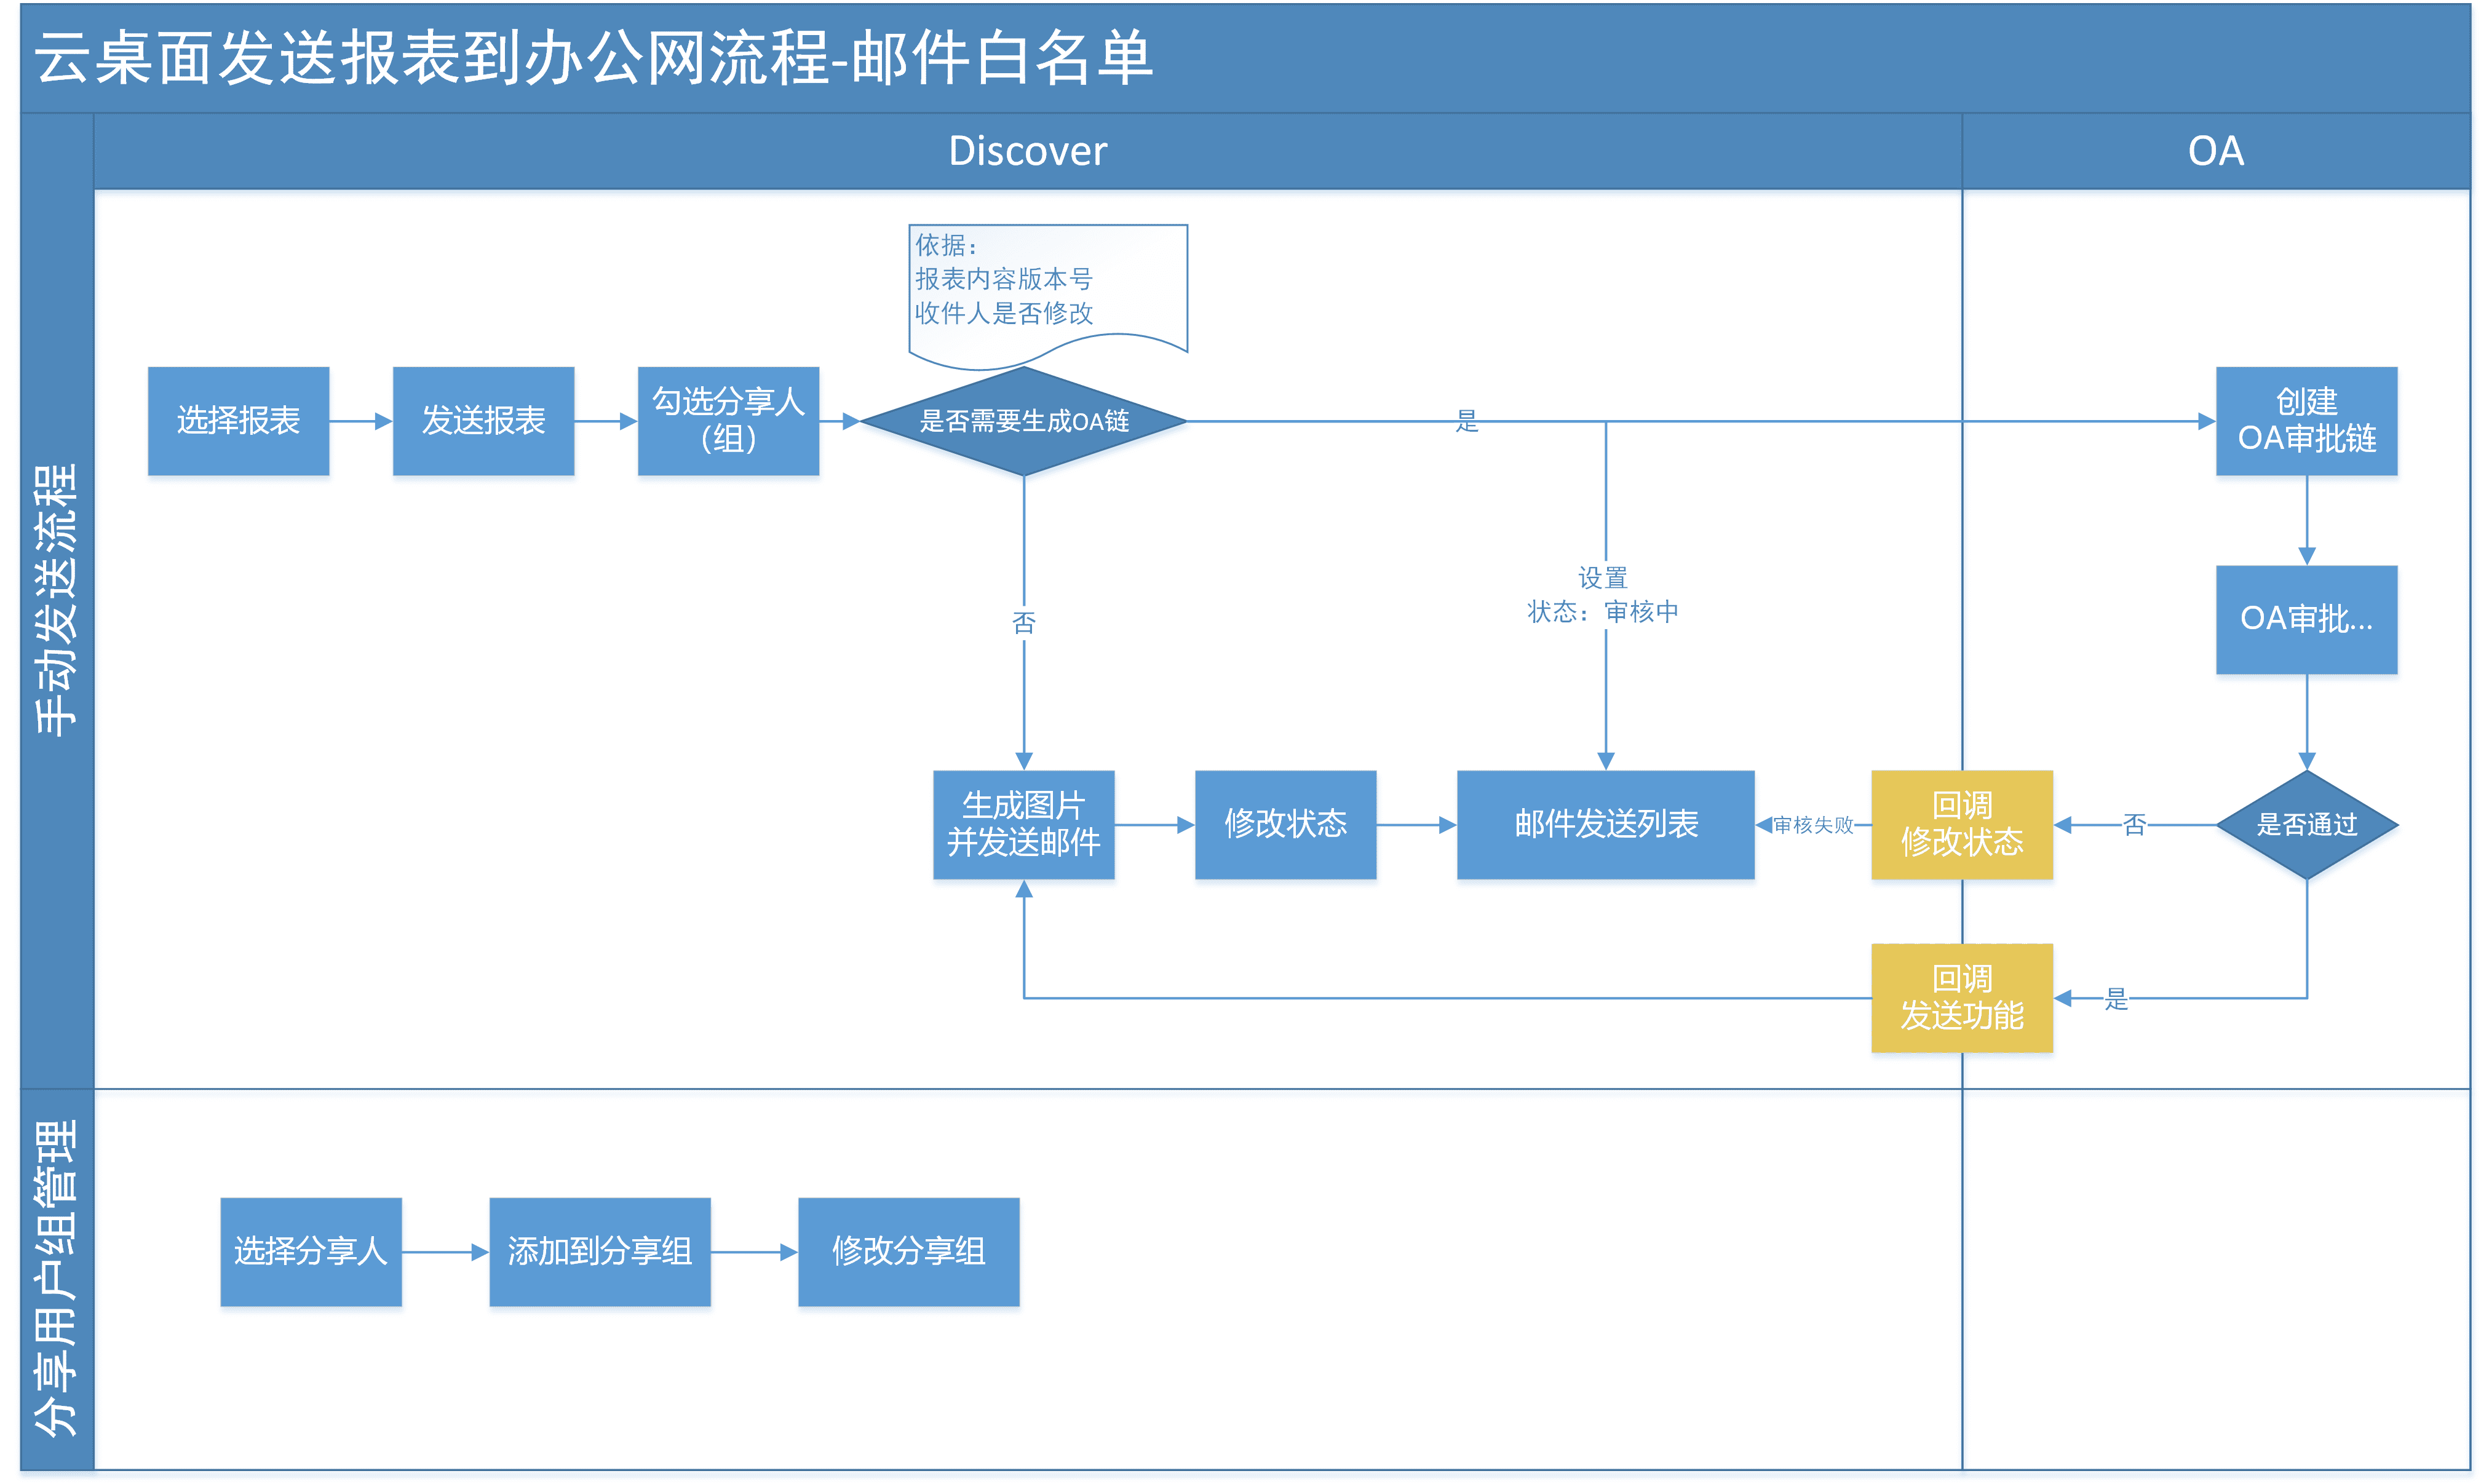 云桌面发送报表到办公网流程-邮件白名单
Discover
OA
手动发送流程
依据：
报表内容版本号
收件人是否修改
选择报表
发送报表
勾选分享人
（组）
是否需要生成OA链
是
创建
OA审批链
设置
状态：审核中
否
OA审批...
生成图片
并发送邮件
修改状态
邮件发送列表
审核失败
回调
修改状态
否
是否通过
回调
发送功能
是
分享用户组管理
选择分享人
添加到分享组
修改分享组